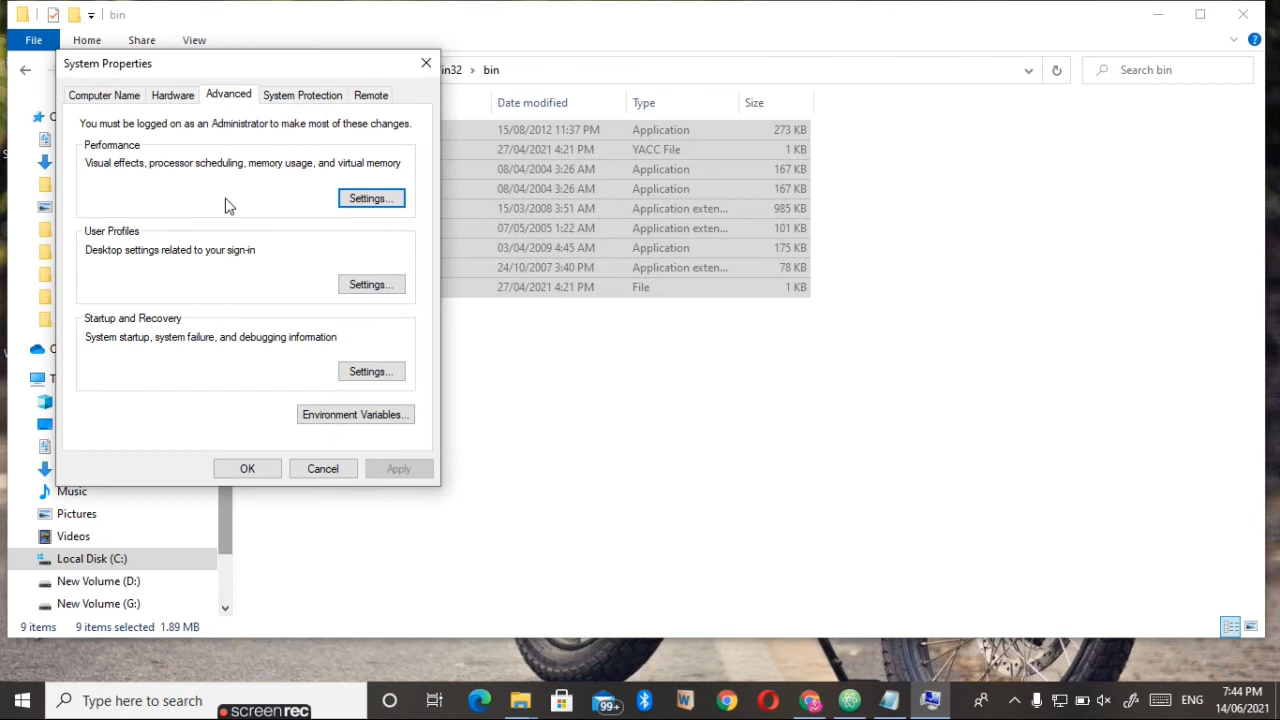 bin
File Home Share View
System Properties
in32 > bin
Search bin
Computer Name Hardware Advanced System Protection Remote
Date modified Type Size
You must be logged on as an Administrator to make most of these changes.
Performance
Visual effects, processor scheduling, memory usage, and virtual memory
Settings...
User Profiles
Desktop settings related to your sign-in
Settings...
Startup and Recovery
System startup, system failure, and debugging information
Settings...
Environment Variables...
OK Cancel Apply
15/08/2012 11:37 PM Application 273 KB
27/04/2021 4:21 PM YACC File 1 KB
08/04/2004 3:26 AM Application 167 KB
08/04/2004 3:26 AM Application 167 KB
15/03/2008 3:51 AM Application exten... 985 KB
07/05/2005 1:22 AM Application exten... 101 KB
03/04/2009 4:45 AM Application 175 KB
24/10/2007 3:40 PM Application exten... 78 KB
27/04/2021 4:21 PM File 1 KB
Music
Pictures
Videos
Local Disk (C:)
New Volume (D:)
New Volume (G:)
9 items 9 items selected 1.89 MB
Type here to search
screenrec
99+
ENG
7:44 PM
14/06/2021